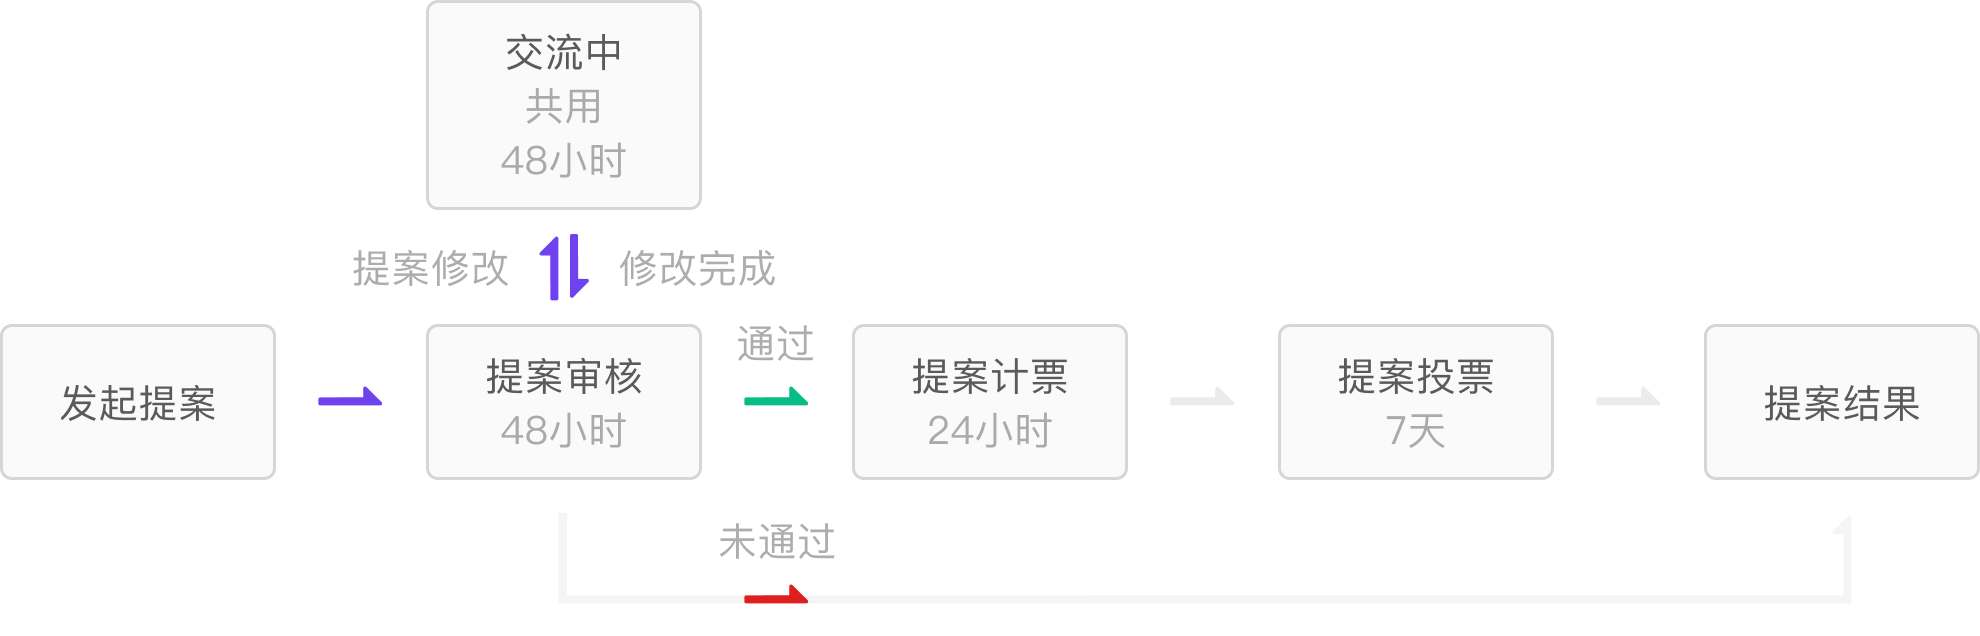 交流中
共用
48小时
提案修改
修改完成
发起提案
提案审核
48小时
通过
提案计票
24小时
提案投票
7天
提案结果
未通过